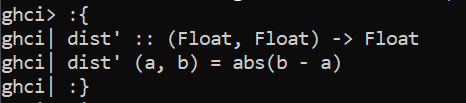 ghci> :{
ghci| dist' :: (Float, Float) -> Float
ghci| dist' (a, b) = abs(b - a)
ghci| :}